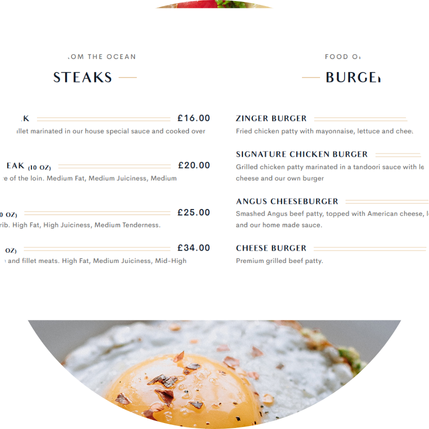 OM THE OCEAN
STEAKS
K £16.00
llet marinated in our house special sauce and cooked over
EAK (10 OZ) £20.00
e of the loin. Medium Fat, Medium Juiciness, Medium
0 OZ) £25.00
rib. High Fat, High Juiciness, Medium Tenderness.
OZ) £34.00
and fillet meats. High Fat, Medium Juiciness, Mid-High
FOOD O
BURGE
ZINGER BURGER
Fried chicken patty with mayonnaise, lettuce and chee
SIGNATURE CHICKEN BURGER
Grilled chicken patty marinated in a tandoori sauce with le
cheese and our own burger
ANGUS CHEESEBURGER
Smashed Angus beef patty, topped with American cheese, l
and our home made sauce.
CHEESE BURGER
Premium grilled beef patty.